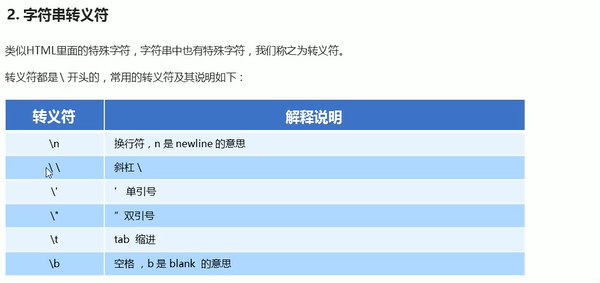 2. 字符串转义符
类似HTML里面的特殊字符，字符串中也有特殊字符，我们称之为转义符。
转义符都是 \ 开头的，常用的转义符及其说明如下：
转义符 解释说明
\n 换行符，n 是 newline 的意思
\ \ 斜杠 \
\' ' 单引号
\" ”双引号
\t tab 缩进
\b 空格 ，b 是 blank 的意思